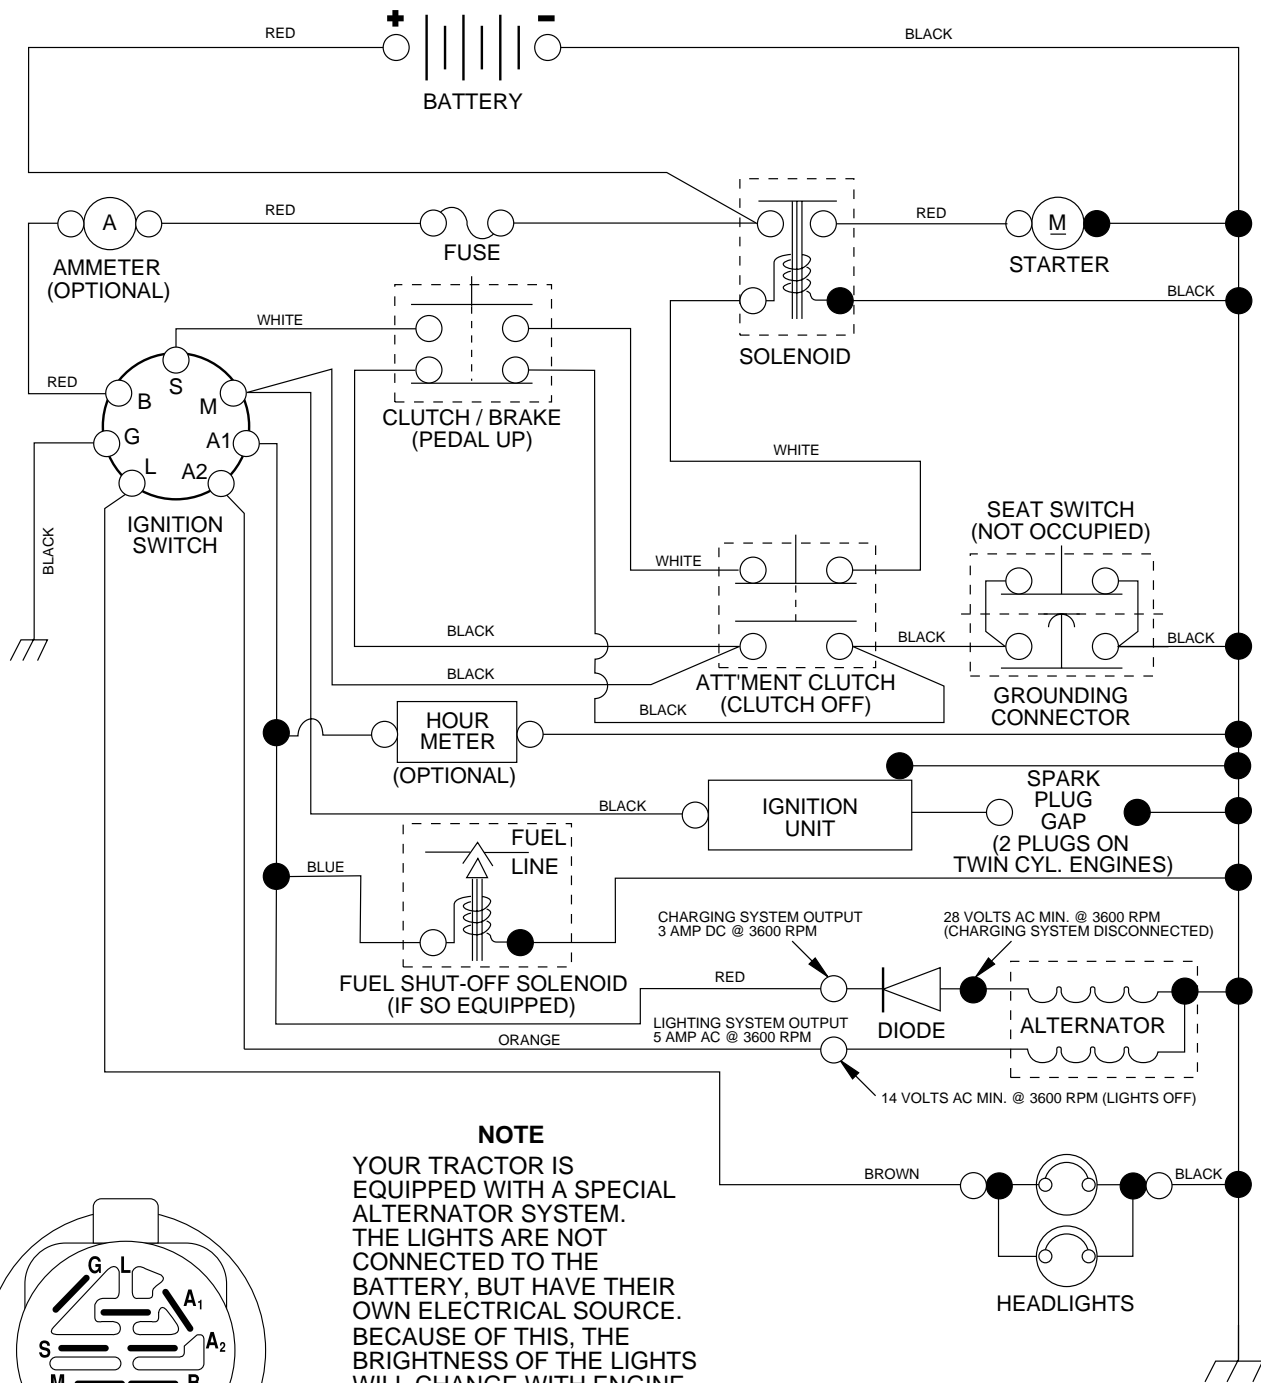 +
-
RED
BLACK
BATTERY
RED
A
FUSE
RED
M
STARTER
AMMETER
(OPTIONAL)
BLACK
SOLENOID
WHITE
CLUTCH / BRAKE
(PEDAL UP)
RED
S
B
M
G
A1
L
A2
IGNITION
SWITCH
BLACK
WHITE
SEAT SWITCH
(NOT OCCUPIED)
WHITE
BLACK
BLACK
BLACK
BLACK
ATT'MENT CLUTCH
(CLUTCH OFF)
BLACK
GROUNDING
CONNECTOR
HOUR
METER
(OPTIONAL)
BLACK
IGNITION
UNIT
SPARK
PLUG
GAP
(2 PLUGS ON
TWIN CYL. ENGINES)
BLUE
FUEL
LINE
FUEL SHUT-OFF SOLENOID
(IF SO EQUIPPED)
CHARGING SYSTEM OUTPUT
3 AMP DC @ 3600 RPM
28 VOLTS AC MIN. @ 3600 RPM
(CHARGING SYSTEM DISCONNECTED)
RED
DIODE
ALTERNATOR
LIGHTING SYSTEM OUTPUT
5 AMP AC @ 3600 RPM
ORANGE
14 VOLTS AC MIN. @ 3600 RPM (LIGHTS OFF)
BROWN
BLACK
HEADLIGHTS
NOTE
YOUR TRACTOR IS
EQUIPPED WITH A SPECIAL
ALTERNATOR SYSTEM.
THE LIGHTS ARE NOT
CONNECTED TO THE
BATTERY, BUT HAVE THEIR
OWN ELECTRICAL SOURCE.
BECAUSE OF THIS, THE
BRIGHTNESS OF THE LIGHTS
WILL CHANGE WITH ENGINE
G
L
A1
A2
S
M
B